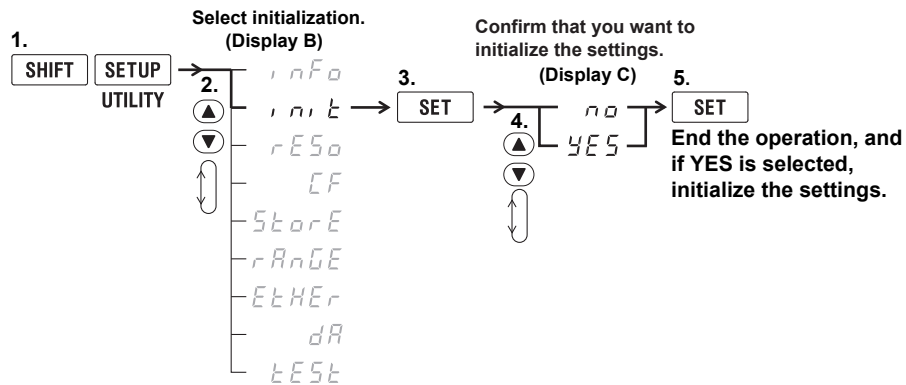 Select initialization.
(Display B)
Confirm that you want to
initialize the settings.
(Display C)
1.
SHIFT SETUP
UTILITY
2.
inFo
init
rESo
CF
StorE
rAnGE
EtHEr
dA
tESt
3.
SET
4.
no
YES
5.
SET
End the operation, and
if YES is selected,
initialize the settings.